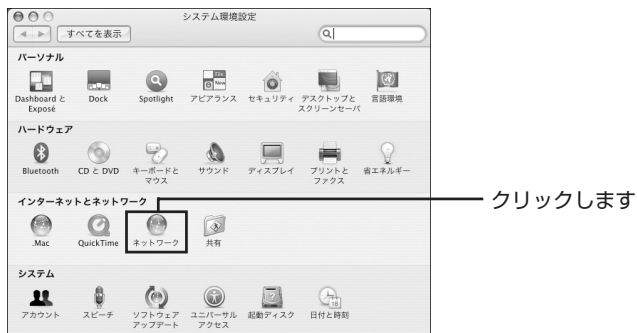 システム環境設定
すべてを表示
パーソナル
Dashboard と
Exposé
Dock
Spotlight
アピアランス
セキュリティ
デスクトップと
スクリーンセーバ
言語環境
ハードウェア
Bluetooth
CD と DVD
キーボードと
マウス
サウンド
ディスプレイ
プリントと
ファクス
省エネルギー
インターネットとネットワーク
クリックします
.Mac
QuickTime
ネットワーク
共有
システム
アカウント
スピーチ
ソフトウェア
アップデート
ユニバーサル
アクセス
起動ディスク
日付と時刻